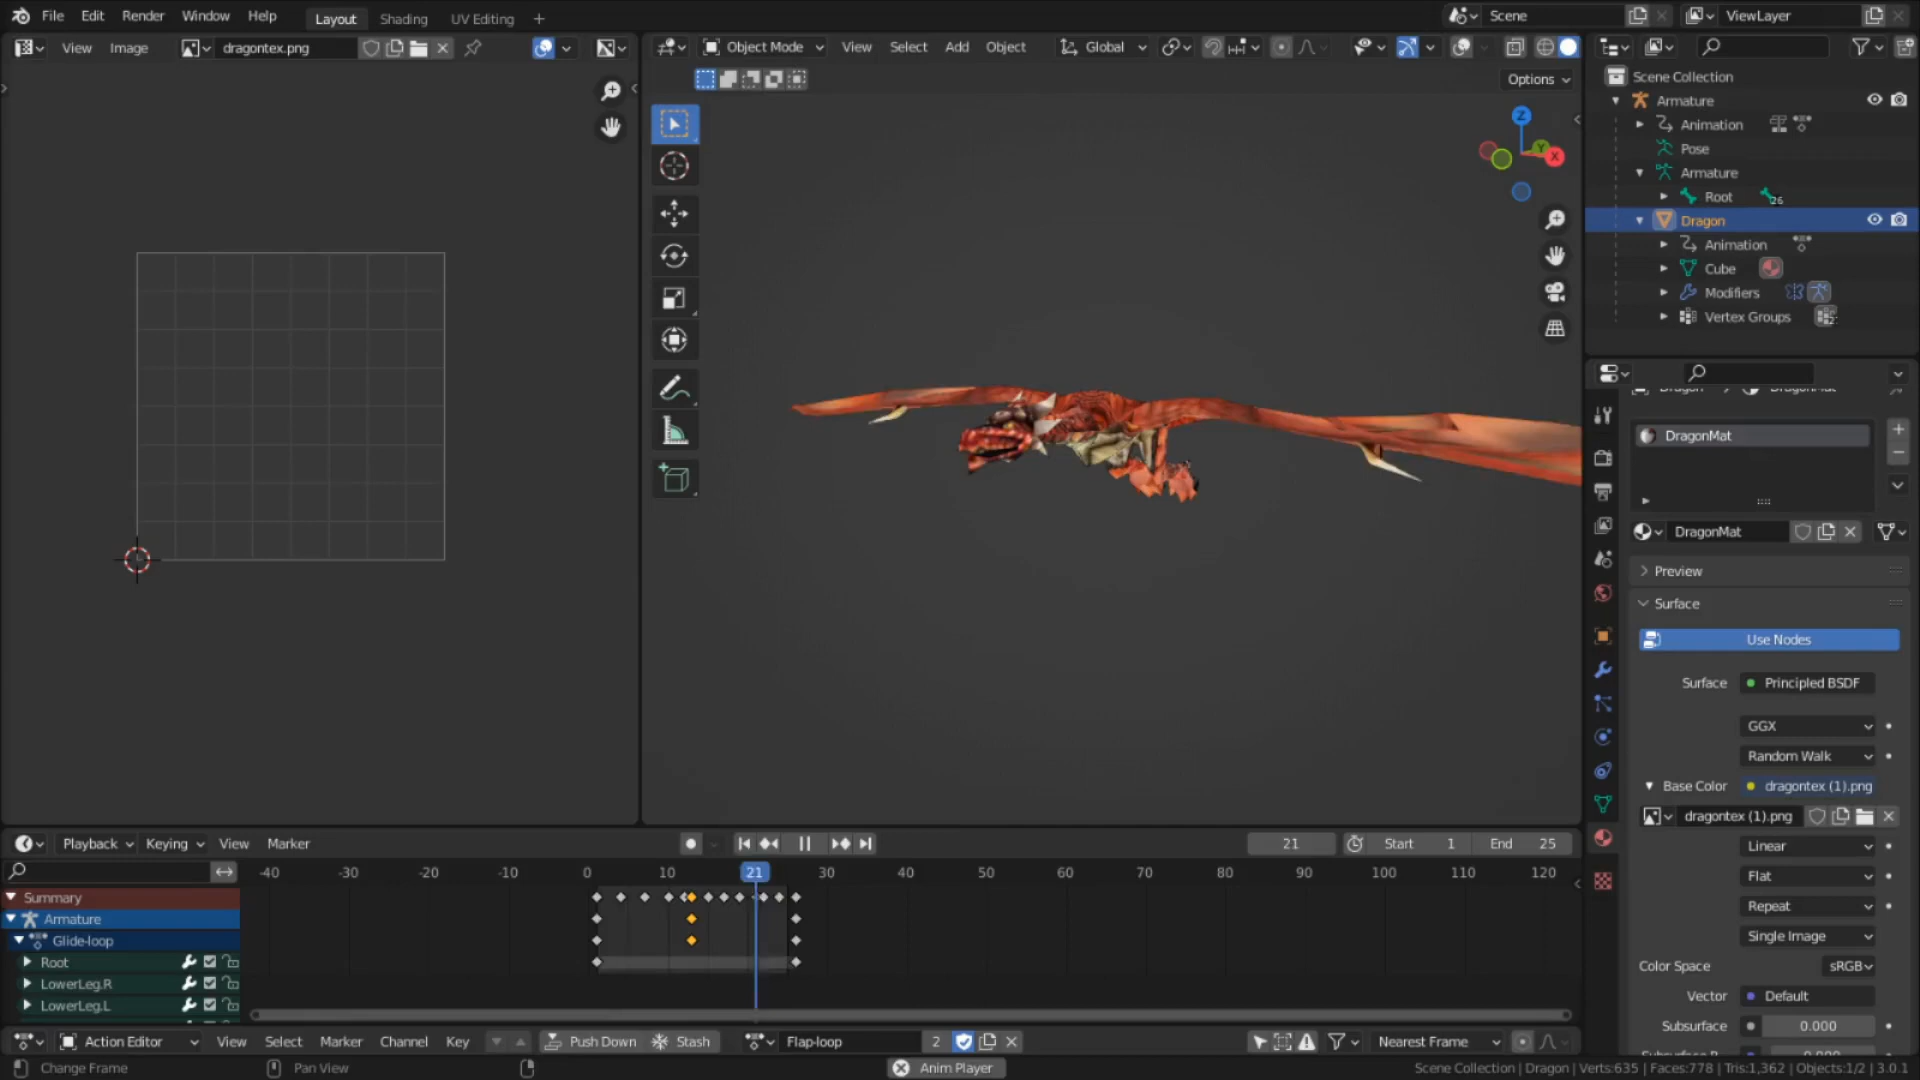 File Edit Render Window Help Layout Shading UV Editing + Scene ViewLayer
View Image dragontex.png Object Mode View Select Add Object Global
Options
Z
Y
X
Scene Collection
Armature
Animation
Pose
Armature
Root 26
Dragon
Animation
Cube
Modifiers
Vertex Groups
Dragon DragonMat
DragonMat
DragonMat
Preview
Surface
Use Nodes
Surface Principled BSDF
GGX
Random Walk
Base Color dragontex (1).png
dragontex (1).png
Linear
Flat
Repeat
Single Image
Color Space sRGB
Vector Default
Subsurface 0.000
Playback Keying View Marker 21 Start 1 End 25
-40 -30 -20 -10 0 10 21 30 40 50 60 70 80 90 100 110 120
Summary
Armature
Glide-loop
Root
LowerLeg.R
LowerLeg.L
Action Editor View Select Marker Channel Key Push Down Stash Flap-loop 2 Nearest Frame
Change Frame Pan View Anim Player Scene Collection | Dragon | Verts:635 | Faces:778 | Tris:1,362 | Objects:1/2 | 3.0.1